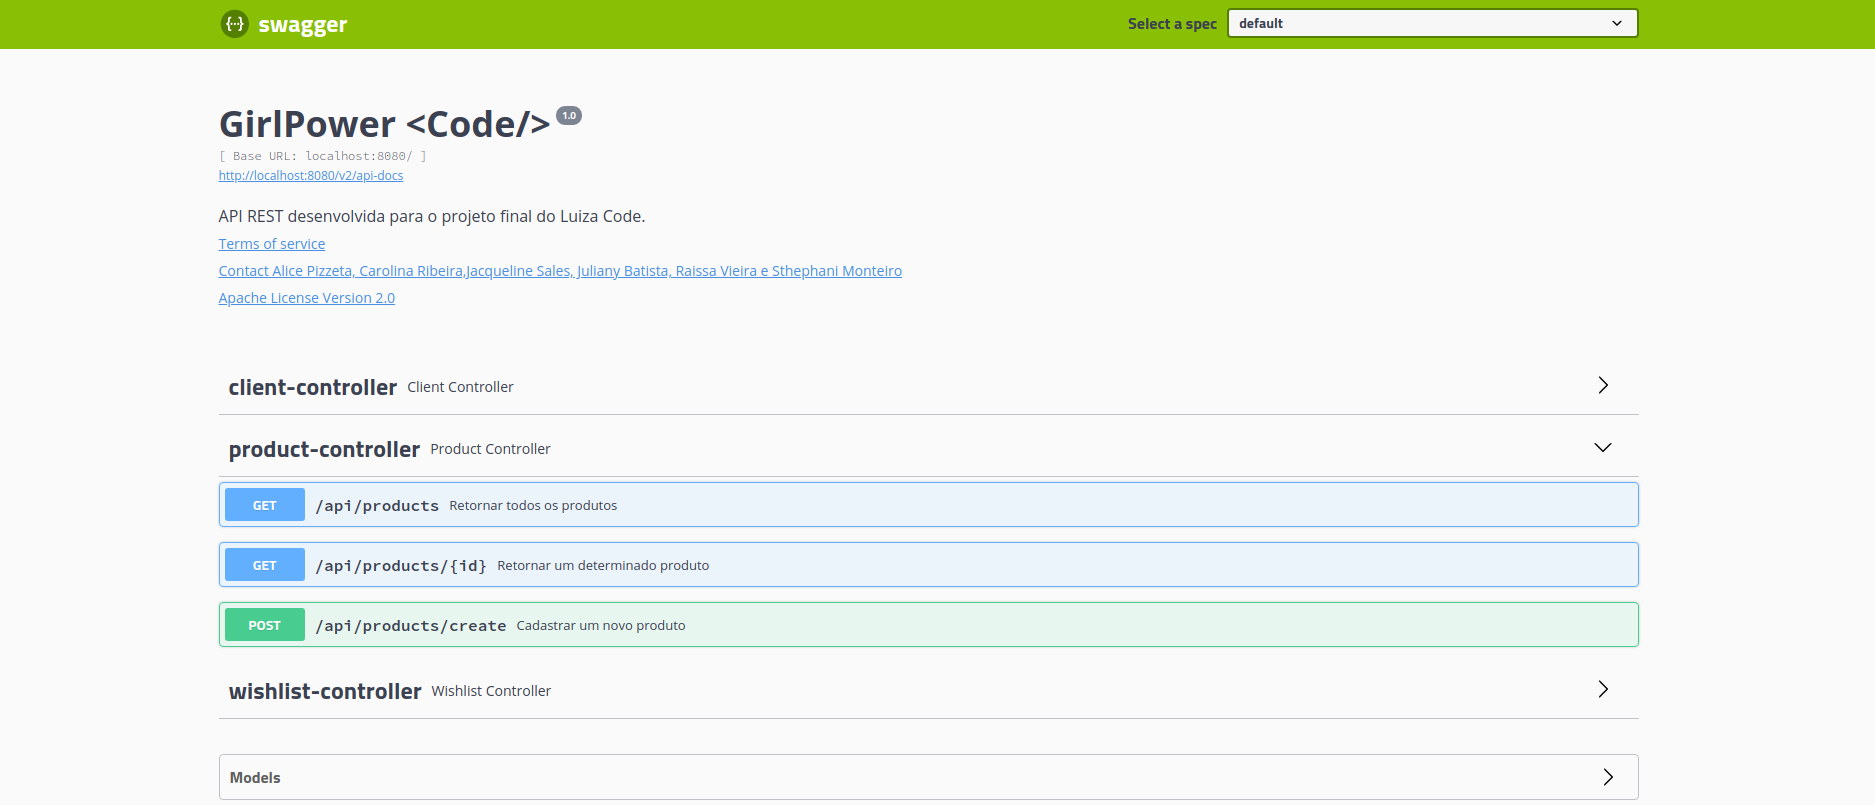 {···} swagger
Select a spec default
GirlPower <Code/> 1.0
[ Base URL: localhost:8080/ ]
http://localhost:8080/v2/api-docs
API REST desenvolvida para o projeto final do Luiza Code.
Terms of service
Contact Alice Pizzeta, Carolina Ribeira,Jacqueline Sales, Juliany Batista, Raissa Vieira e Sthephani Monteiro
Apache License Version 2.0
client-controller Client Controller
product-controller Product Controller
GET /api/products Retornar todos os produtos
GET /api/products/{id} Retornar um determinado produto
POST /api/products/create Cadastrar um novo produto
wishlist-controller Wishlist Controller
Models